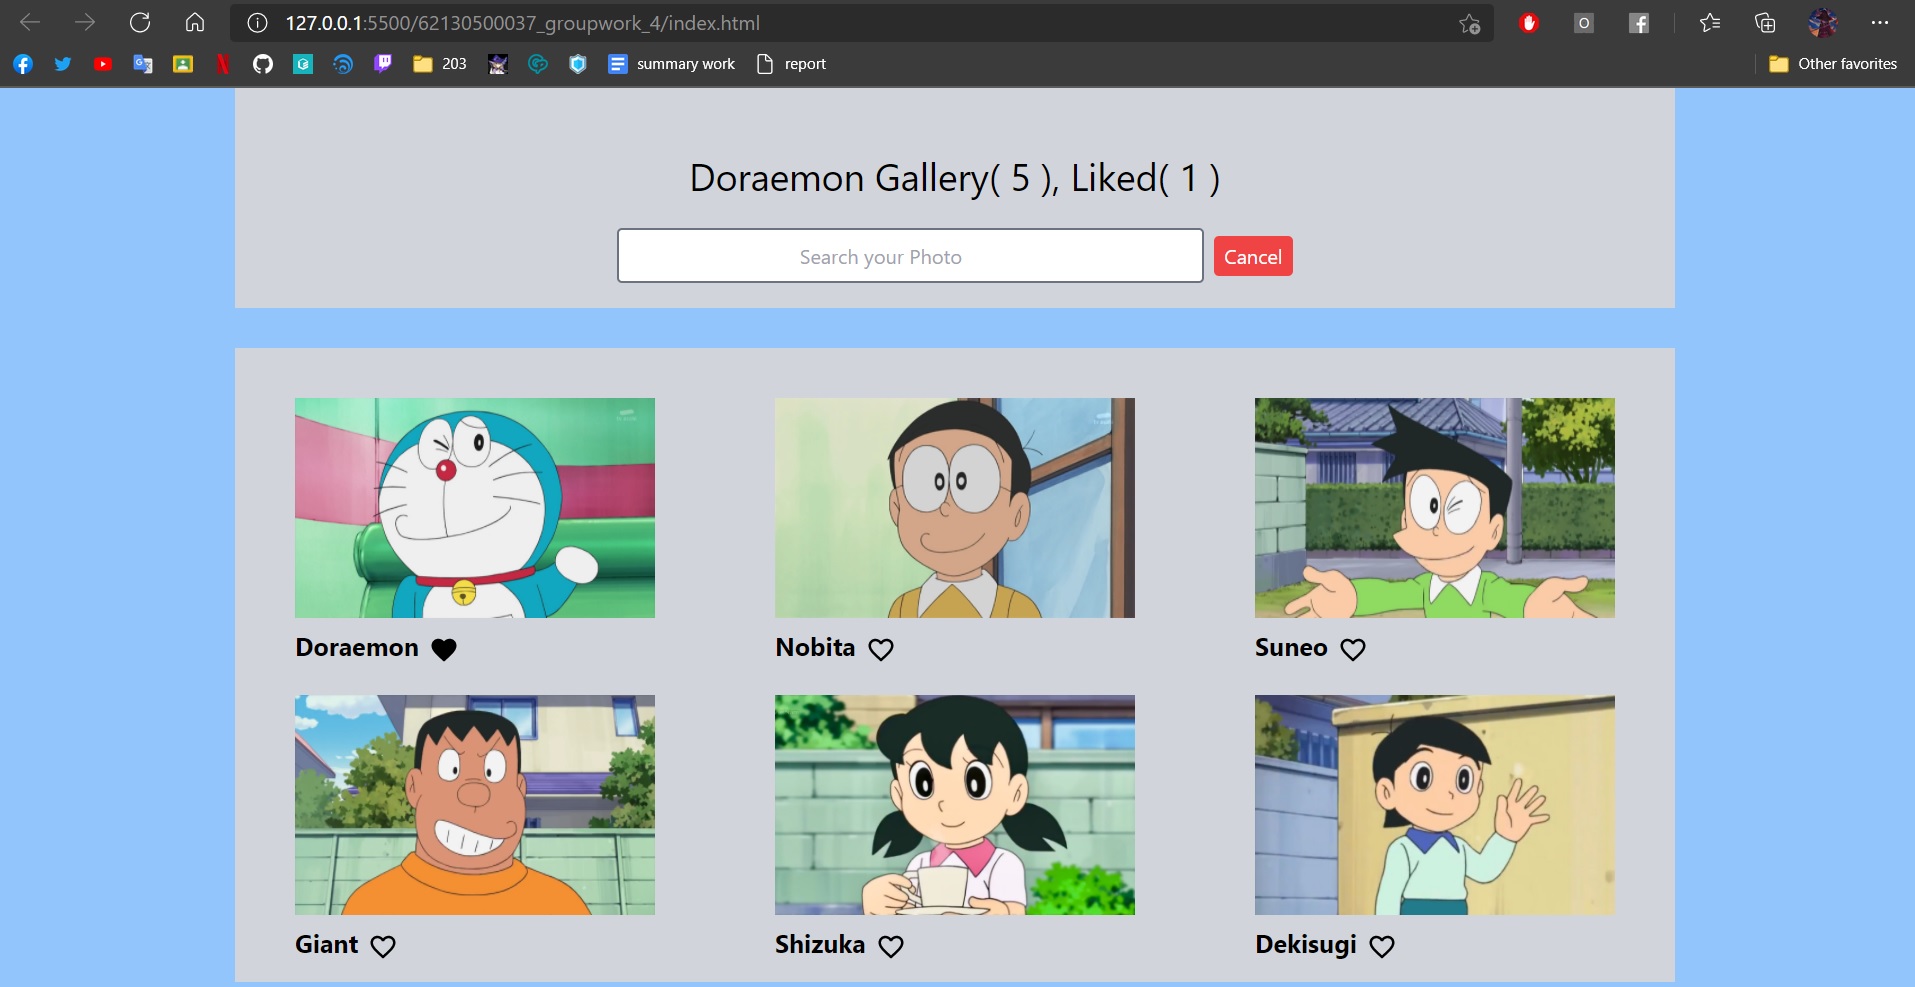 127.0.0.1:5500/62130500037_groupwork_4/index.html
203
summary work
report
Other favorites
Doraemon Gallery( 5 ), Liked( 1 )
Search your Photo
Cancel
Doraemon
Nobita
Suneo
Giant
Shizuka
Dekisugi